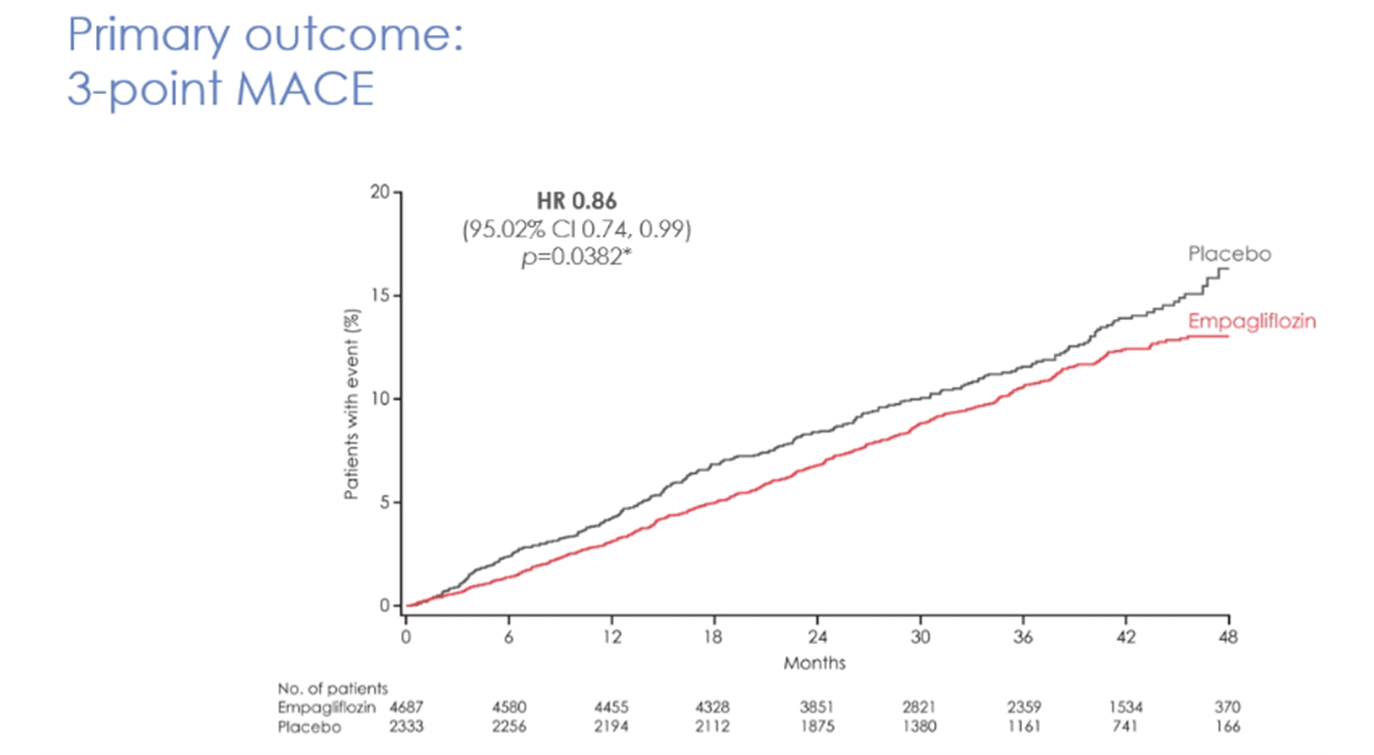 Primary outcome:
3-point MACE
HR 0.86
(95.02% CI 0.74, 0.99)
p=0.0382*
Patients with event (%)
20
15
10
5
0
Placebo
Empagliflozin
0 6 12 18 24 30 36 42 48
Months
No. of patients
Empagliflozin 4687 4580 4455 4328 3851 2821 2359 1534 370
Placebo 2333 2256 2194 2112 1875 1380 1161 741 166